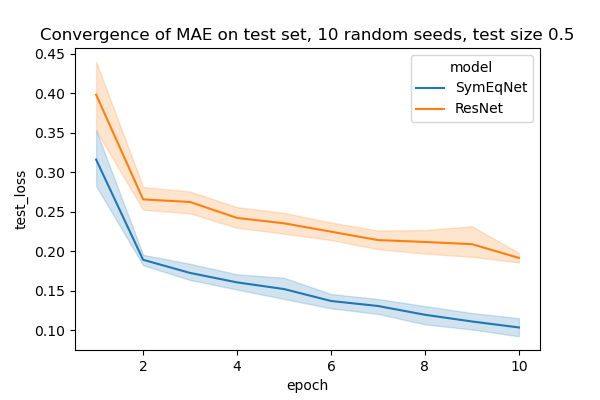 Convergence of MAE on test set, 10 random seeds, test size 0.5
0.45
0.40
0.35
0.30
0.25
0.20
0.15
0.10
test_loss
model
SymEqNet
ResNet
2
4
6
8
10
epoch